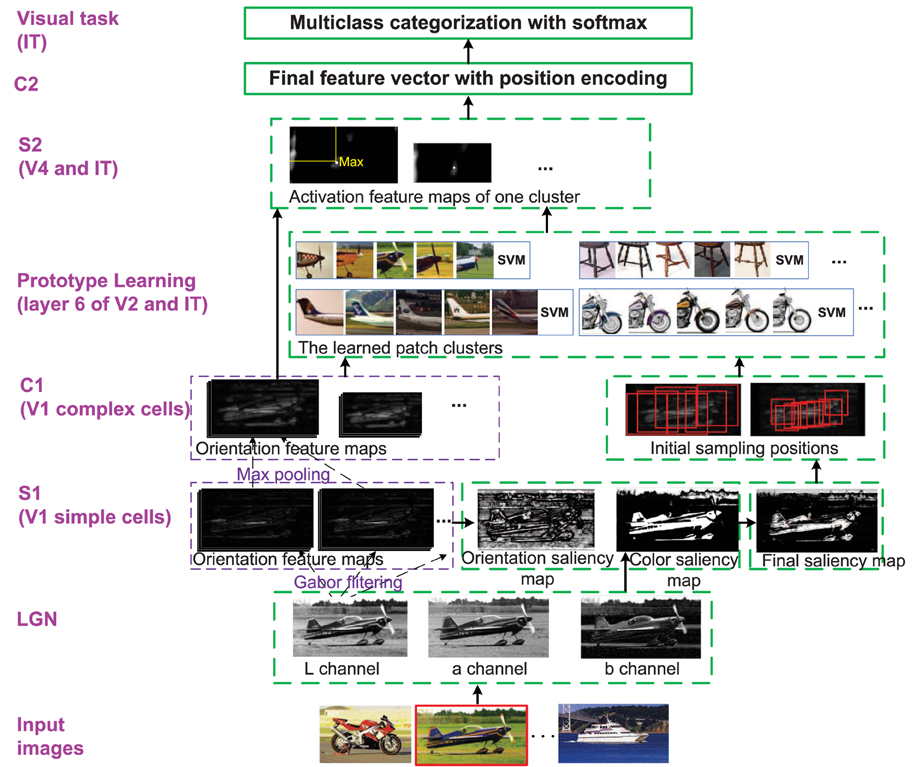 Visual task
(IT)
Multiclass categorization with softmax
C2
Final feature vector with position encoding
S2
(V4 and IT)
Max
...
Activation feature maps of one cluster
Prototype Learning
(layer 6 of V2 and IT)
SVM
SVM
...
SVM
SVM
...
The learned patch clusters
C1
(V1 complex cells)
...
Orientation feature maps
Initial sampling positions
Max pooling
S1
(V1 simple cells)
...
Orientation feature maps
Orientation saliency
map
Color saliency
map
Final saliency map
Gabor filtering
LGN
L channel
a channel
b channel
Input
images
...